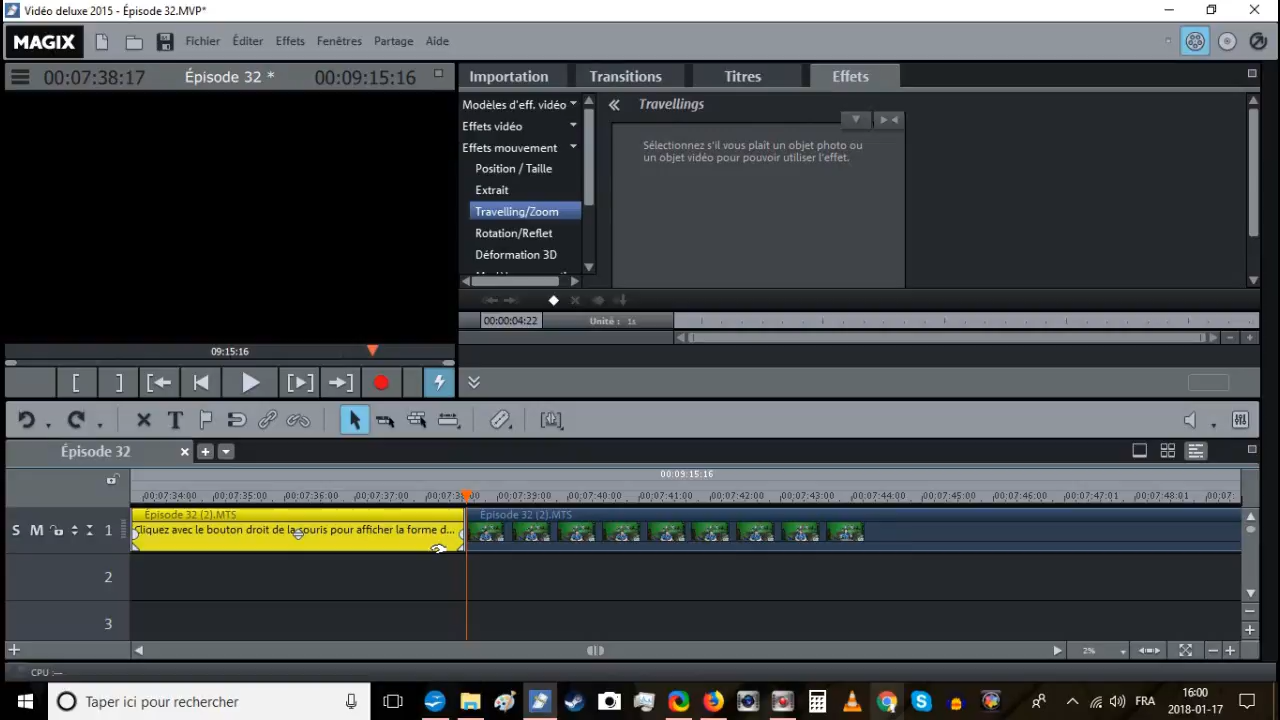 Vidéo deluxe 2015 - Épisode 32.MVP*
MAGIX
Fichier Éditer Effets Fenêtres Partage Aide
00:07:38:17 Épisode 32 * 00:09:15:16
Importation Transitions Titres Effets
Modèles d'eff. vidéo
Effets vidéo
Effets mouvement
Position / Taille
Extrait
Travelling/Zoom
Rotation/Reflet
Déformation 3D
Travellings
Sélectionnez s'il vous plaît un objet photo ou
un objet vidéo pour pouvoir utiliser l'effet.
00:00:04:22 Unité : 1x
09:15:16
Épisode 32
00:09:15:16
00:07:34:00 00:07:35:00 00:07:36:00 00:07:37:00 00:07:38:00 00:07:39:00 00:07:40:00 00:07:41:00 00:07:42:00 00:07:43:00 00:07:44:00 00:07:45:00 00:07:46:00 00:07:
Épisode 32 (2).MTS Épisode 32 (2).MTS
S M 1
Cliquez avec le bouton droit de la souris pour afficher la forme d...
2
3
2%
CPU :---
Taper ici pour rechercher
FRA
16:00
2018-01-17